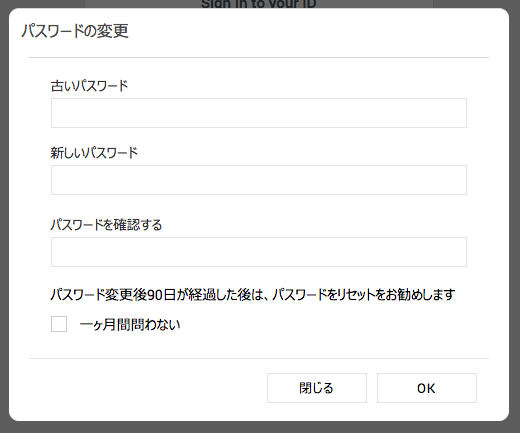 Sign in to your ID
パスワードの変更
古いパスワード
新しいパスワード
パスワードを確認する
パスワード変更後90日が経過した後は、パスワードをリセットをお勧めします
一ヶ月間問わない
閉じる
OK